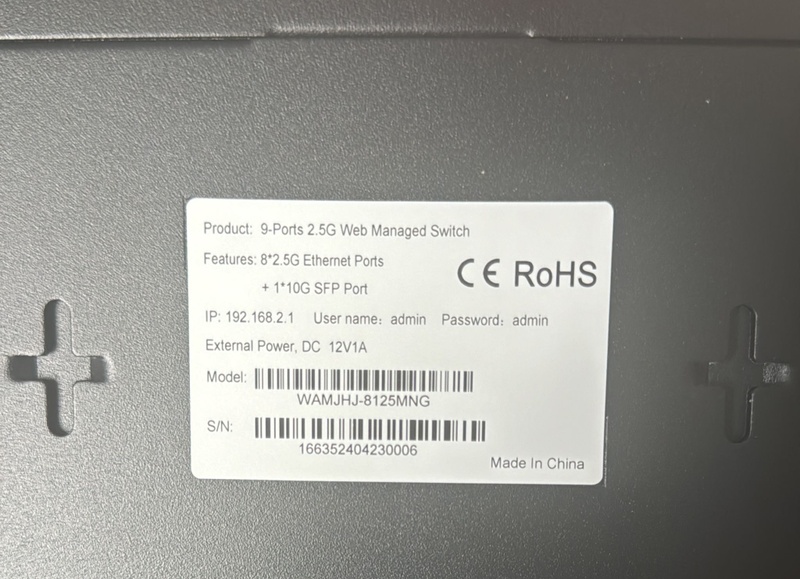 Product: 9-Ports 2.5G Web Managed Switch
Features: 8*2.5G Ethernet Ports
+ 1*10G SFP Port
CE RoHS
IP: 192.168.2.1 User name: admin Password: admin
External Power, DC 12V1A
Model:
WAMJHJ-8125MNG
S/N:
166352404230006
Made In China